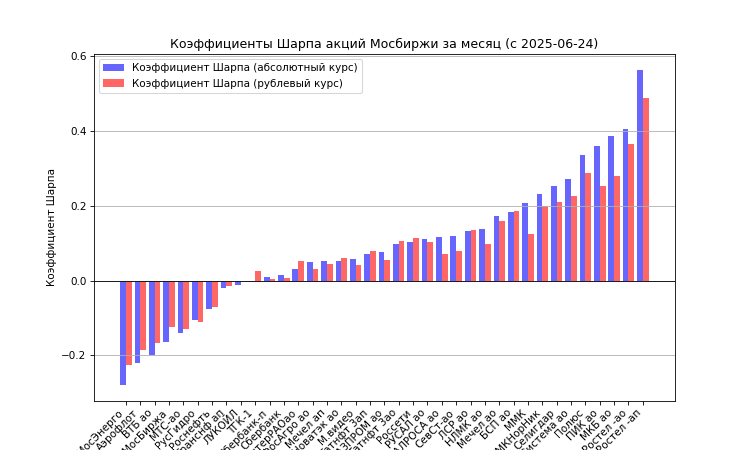 Коэффициенты Шарпа акций Мосбиржи за месяц (с 2025-06-24)
Коэффициент Шарпа (абсолютный курс)
Коэффициент Шарпа (рублевый курс)
Коэффициент Шарпа
0.6
0.4
0.2
0.0
−0.2
Аэрофлот
ВТБ ао
МосБиржа
МТС-ао
РусГидро
Роснефть
ЛУКОЙЛ
ТГК-1
Сбербанк
Мечел ап
М.видео
Россети
РУСАЛ ао
СевСт-ао
ЛСР ао
НЛМК ао
Мечел ао
БСП ао
ММК
Селигдар
Полюс
ПИК ао
МКБ ао
Ростел -ао
Ростел -ап